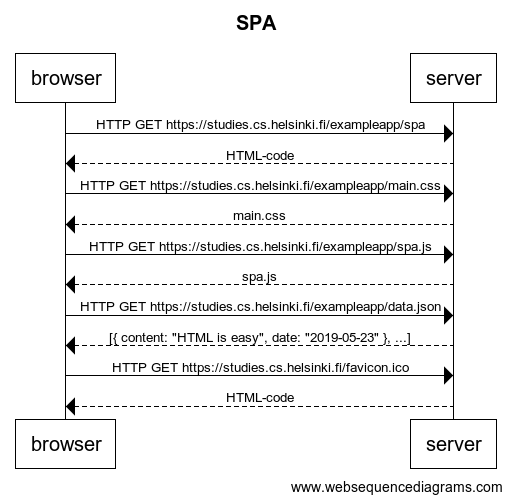 SPA
browser server
HTTP GET https://studies.cs.helsinki.fi/exampleapp/spa
HTML-code
HTTP GET https://studies.cs.helsinki.fi/exampleapp/main.css
main.css
HTTP GET https://studies.cs.helsinki.fi/exampleapp/spa.js
spa.js
HTTP GET https://studies.cs.helsinki.fi/exampleapp/data.json
[{ content: "HTML is easy", date: "2019-05-23" }, ...]
HTTP GET https://studies.cs.helsinki.fi/favicon.ico
HTML-code
browser server
www.websequencediagrams.com